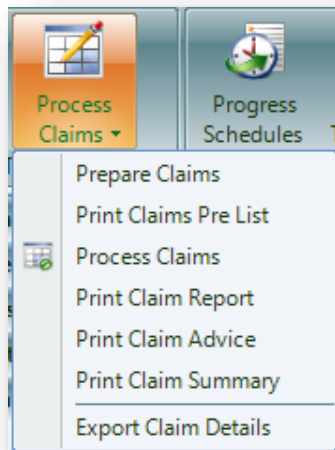 Process
Claims
Progress
Schedules
Prepare Claims
Print Claims Pre List
Process Claims
Print Claim Report
Print Claim Advice
Print Claim Summary
Export Claim Details